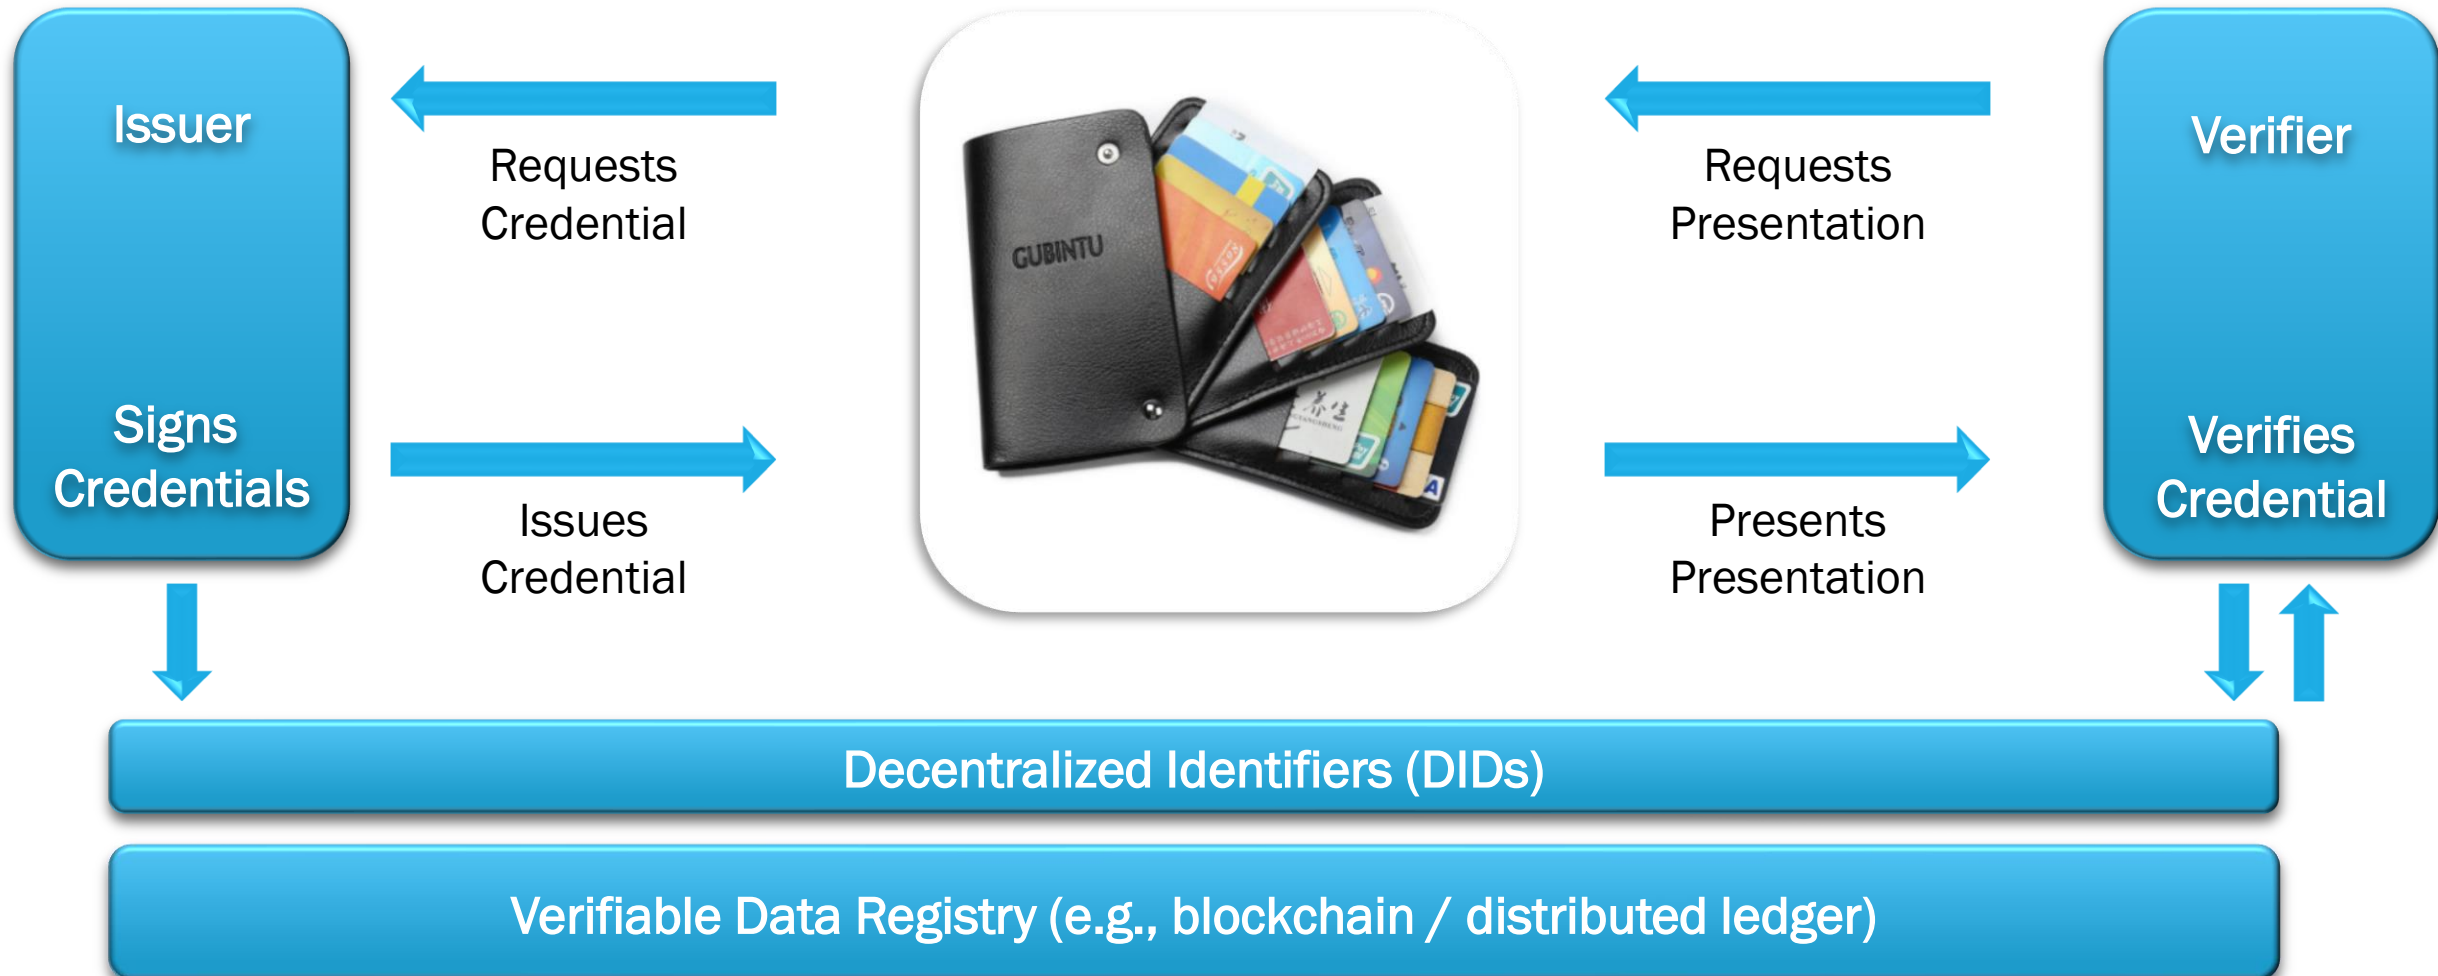 Issuer
Signs
Credentials
Requests
Credential
Issues
Credential
GUBINTU
Requests
Presentation
Presents
Presentation
Verifier
Verifies
Credential
Decentralized Identifiers (DIDs)
Verifiable Data Registry (e.g., blockchain / distributed ledger)